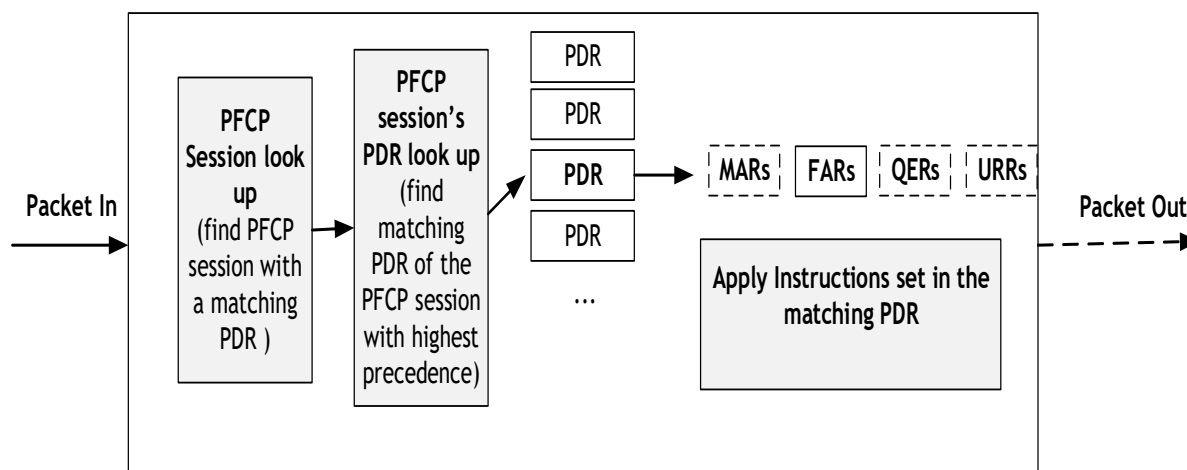 Packet In
PFCP
Session look
up
(find PFCP
session with
a matching
PDR )
PFCP
session's
PDR look up
(find
matching
PDR of the
PFCP session
with highest
precedence)
PDR
PDR
PDR
PDR
...
MARs
FARs
QERs
URRs
Apply Instructions set in the
matching PDR
Packet Out